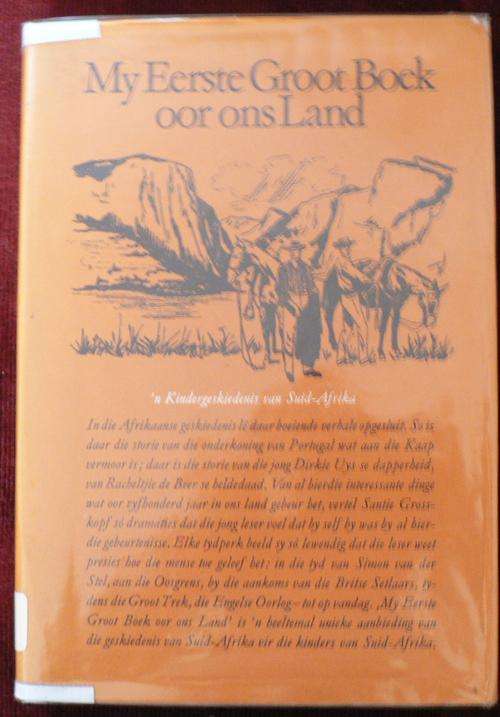 My Eerste Groot Boek
oor ons Land
'n Kindergeskiedenis van Suid-Afrika
In die Afrikaanse geskiedenis lê daar boeiende verhale opgesluit. So is
daar die storie van die onderkoning van Portugal wat aan die Kaap
vermoor is; daar is die storie van die jong Dirkie Uys se dapperheid,
van Racheltjie de Beer se heldedaad. Van al hierdie interessante dinge
wat oor vyfhonderd jaar in ons land gebeur het, vertel Santie Gross-
kopf só dramaties dat die jong leser voel dat hy self by was by al hier-
die gebeurtenisse. Elke tydperk beeld sy só lewendig dat die leser weet
presies hoe die mense toe geleef het: in die tyd van Simon van der
Stel, aan die Oosgrens, by die aankoms van die Britse Setlaars, ty-
dens die Groot Trek, die Engelse Oorlog – tot op vandag. ,My Eerste
Groot Boek oor ons Land' is 'n heeltemal unieke aanbieding van
die geskiedenis van Suid-Afrika vir die kinders van Suid-Afrika.